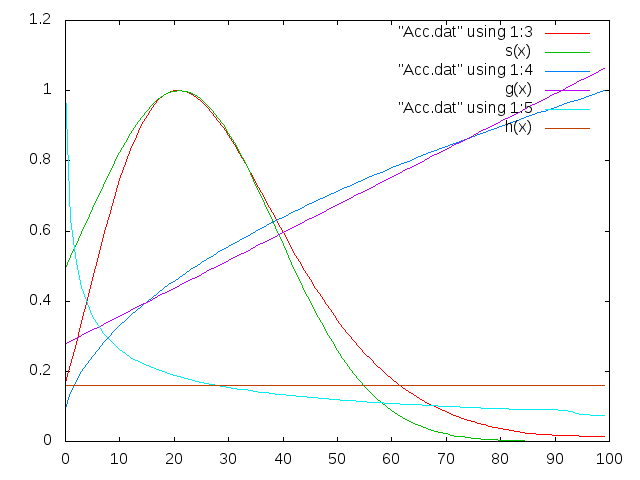 1.2
1
0.8
0.6
0.4
0.2
0
"Acc.dat" using 1:3
s(x)
"Acc.dat" using 1:4
g(x)
"Acc.dat" using 1:5
h(x)
0 10 20 30 40 50 60 70 80 90 100